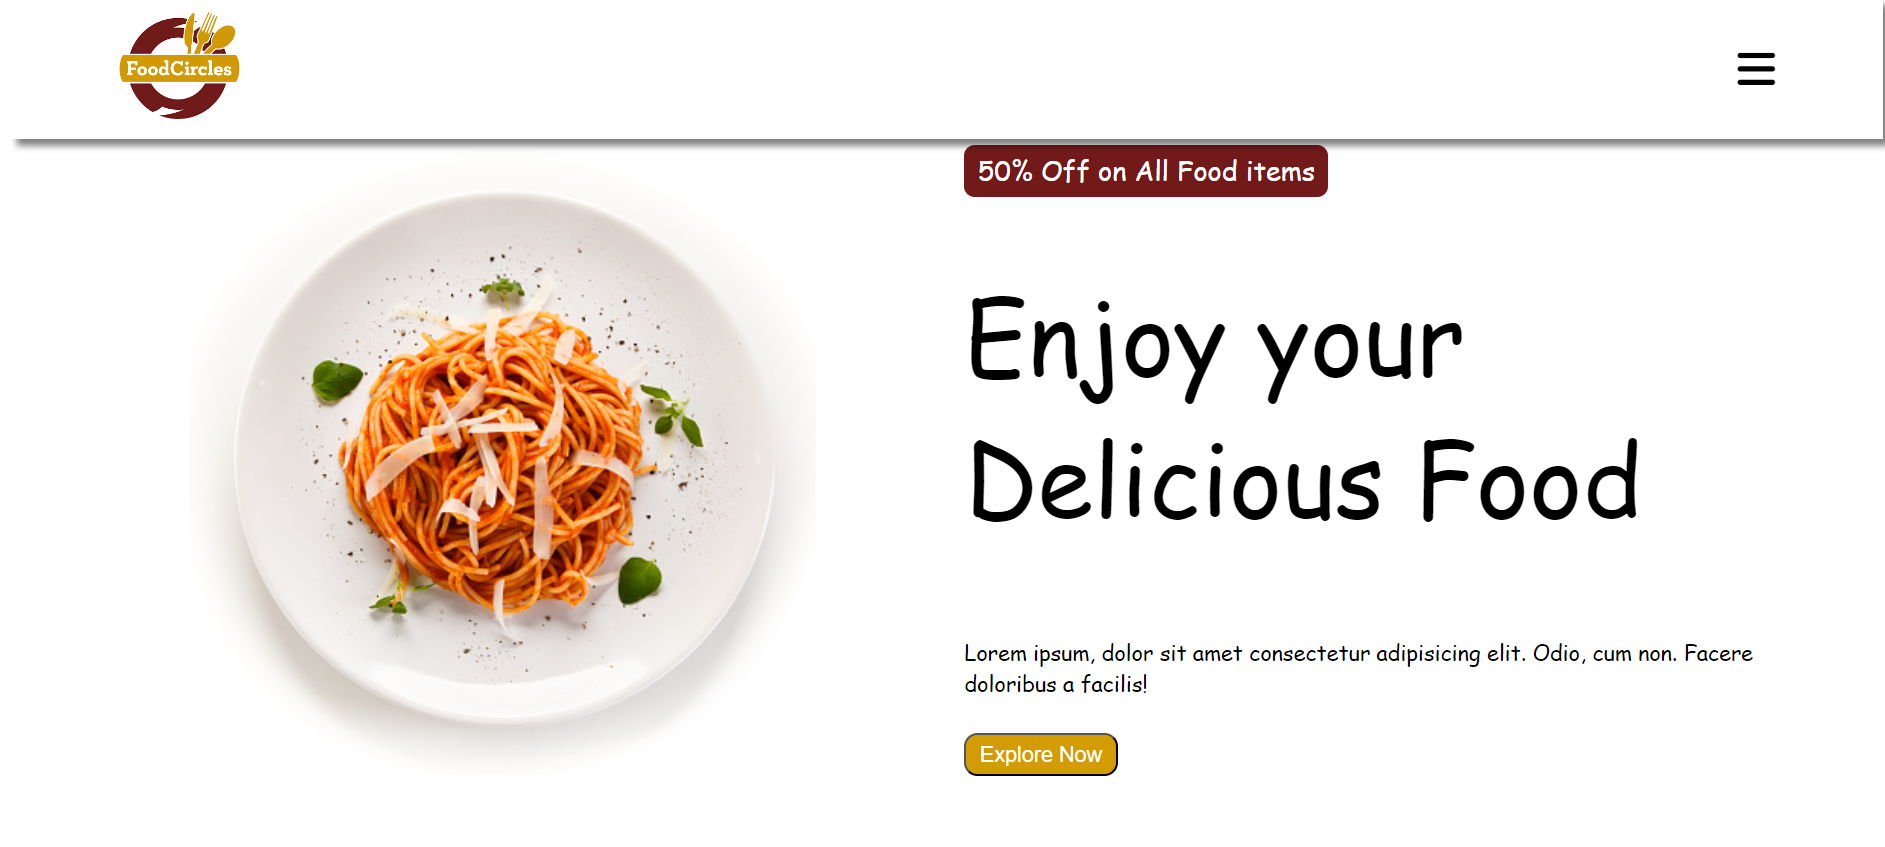 FoodCircles
50% Off on All Food items
Enjoy your
Delicious Food
Lorem ipsum, dolor sit amet consectetur adipisicing elit. Odio, cum non. Facere
doloribus a facilis!
Explore Now